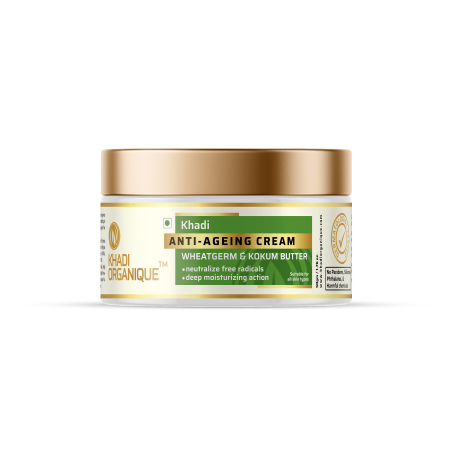 Khadi
ANTI-AGEING CREAM
WHEATGERM & KOKUM BUTTER
•neutralize free radicals
•deep moisturizing action
Suitable for
all skin types
KHADI
ORGANIQUE™
No Paraben,
Phthalates, &
Harmful